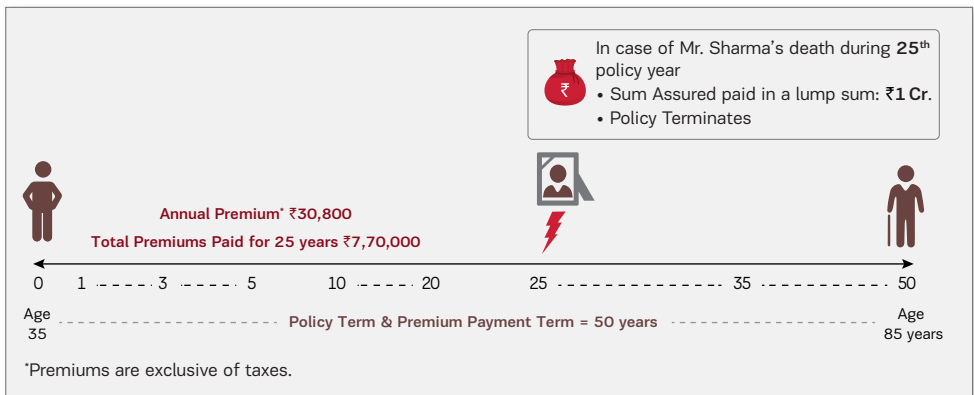 In case of Mr. Sharma’s death during 25th
policy year
• Sum Assured paid in a lump sum: ₹1 Cr.
• Policy Terminates
₹
Annual Premium* ₹30,800
Total Premiums Paid for 25 years ₹7,70,000
0 1 - - - - - - 3 - - - - - - 5 10 - - - - - - 20 25 - - - - - - - - - - - - - - - - 35 - - - - - - - - - - - - 50
Age
35
Policy Term & Premium Payment Term = 50 years
Age
85 years
*Premiums are exclusive of taxes.